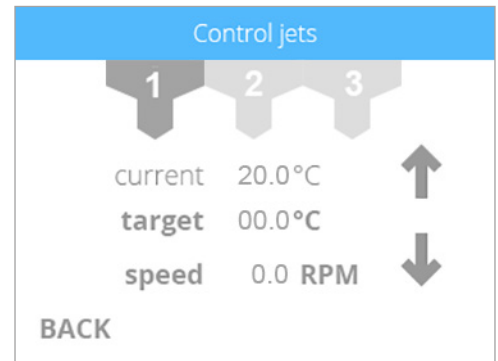 Control jets
1 2 3
current 20.0°C
target 00.0°C
speed 0.0 RPM
BACK